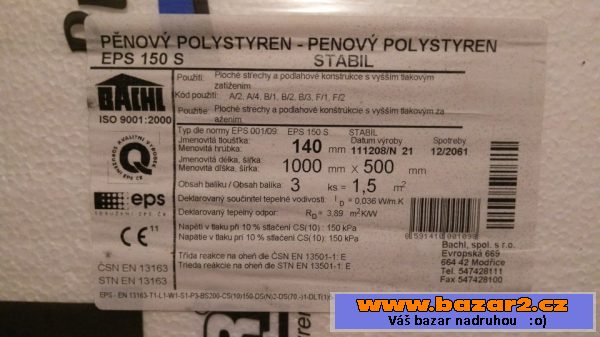 PĚNOVÝ POLYSTYREN - PENOVÝ POLYSTYREN
EPS 150 S STABIL
Použití: Ploché střechy a podlahové konstrukce s vyšším tlakovým
zatížením
Kód použití: A/2, A/4, B/1, B/2, B/3, F/1, F/2
Použitie: Ploché strechy a podlahové konštrukcie s vyšším tlakovým za
ažením
BACHL
ISO 9001:2000
Typ dle normy EPS 001/09 EPS 150 S STABIL
Jmenovitá tloušťka: Datum výroby Spotřeby
Menovitá hrúbka: 140 mm 111208/N 21 12/2061
Jmenovitá délka, šířka:
Menovitá dĺška, šírka: 1000 mm x 500 mm
Obsah balíku / Obsah balíka: 3 ks = 1,5 m²
Deklarovaný součinitel tepelné vodivosti: λD = 0,036 W/m.K
Deklarovaný tepelný odpor: RD = 3,89 m²K/W
Napětí v tlaku při 10 % stlačení CS(10) : 150 kPa
Napätie v tlaku pri 10 % stlačení CS(10) : 150 kPa
Třída reakce na oheň dle ČSN EN 13501-1: E
Trieda reakcie na oheň dle EN 13501-1: E
Q
eps
SDRUŽENÍ EPS ČR
CE 11
ČSN EN 13163
STN EN 13163
Bachl, spol. s r.o.
Evropská 669
664 42 Modřice
Tel. 547428111
Fax 547428100
www.bazar2.cz
Váš bazar nadruhou :o)